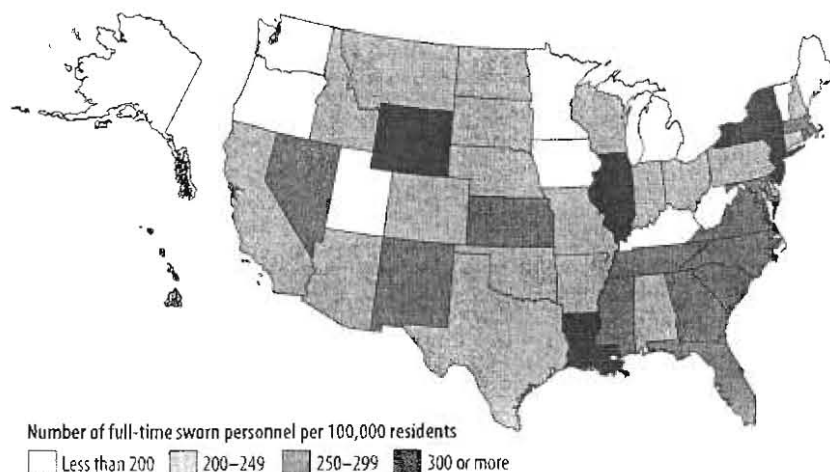 Number of full-time sworn personnel per 100,000 residents
Less than 200 200–249 250–299 300 or more